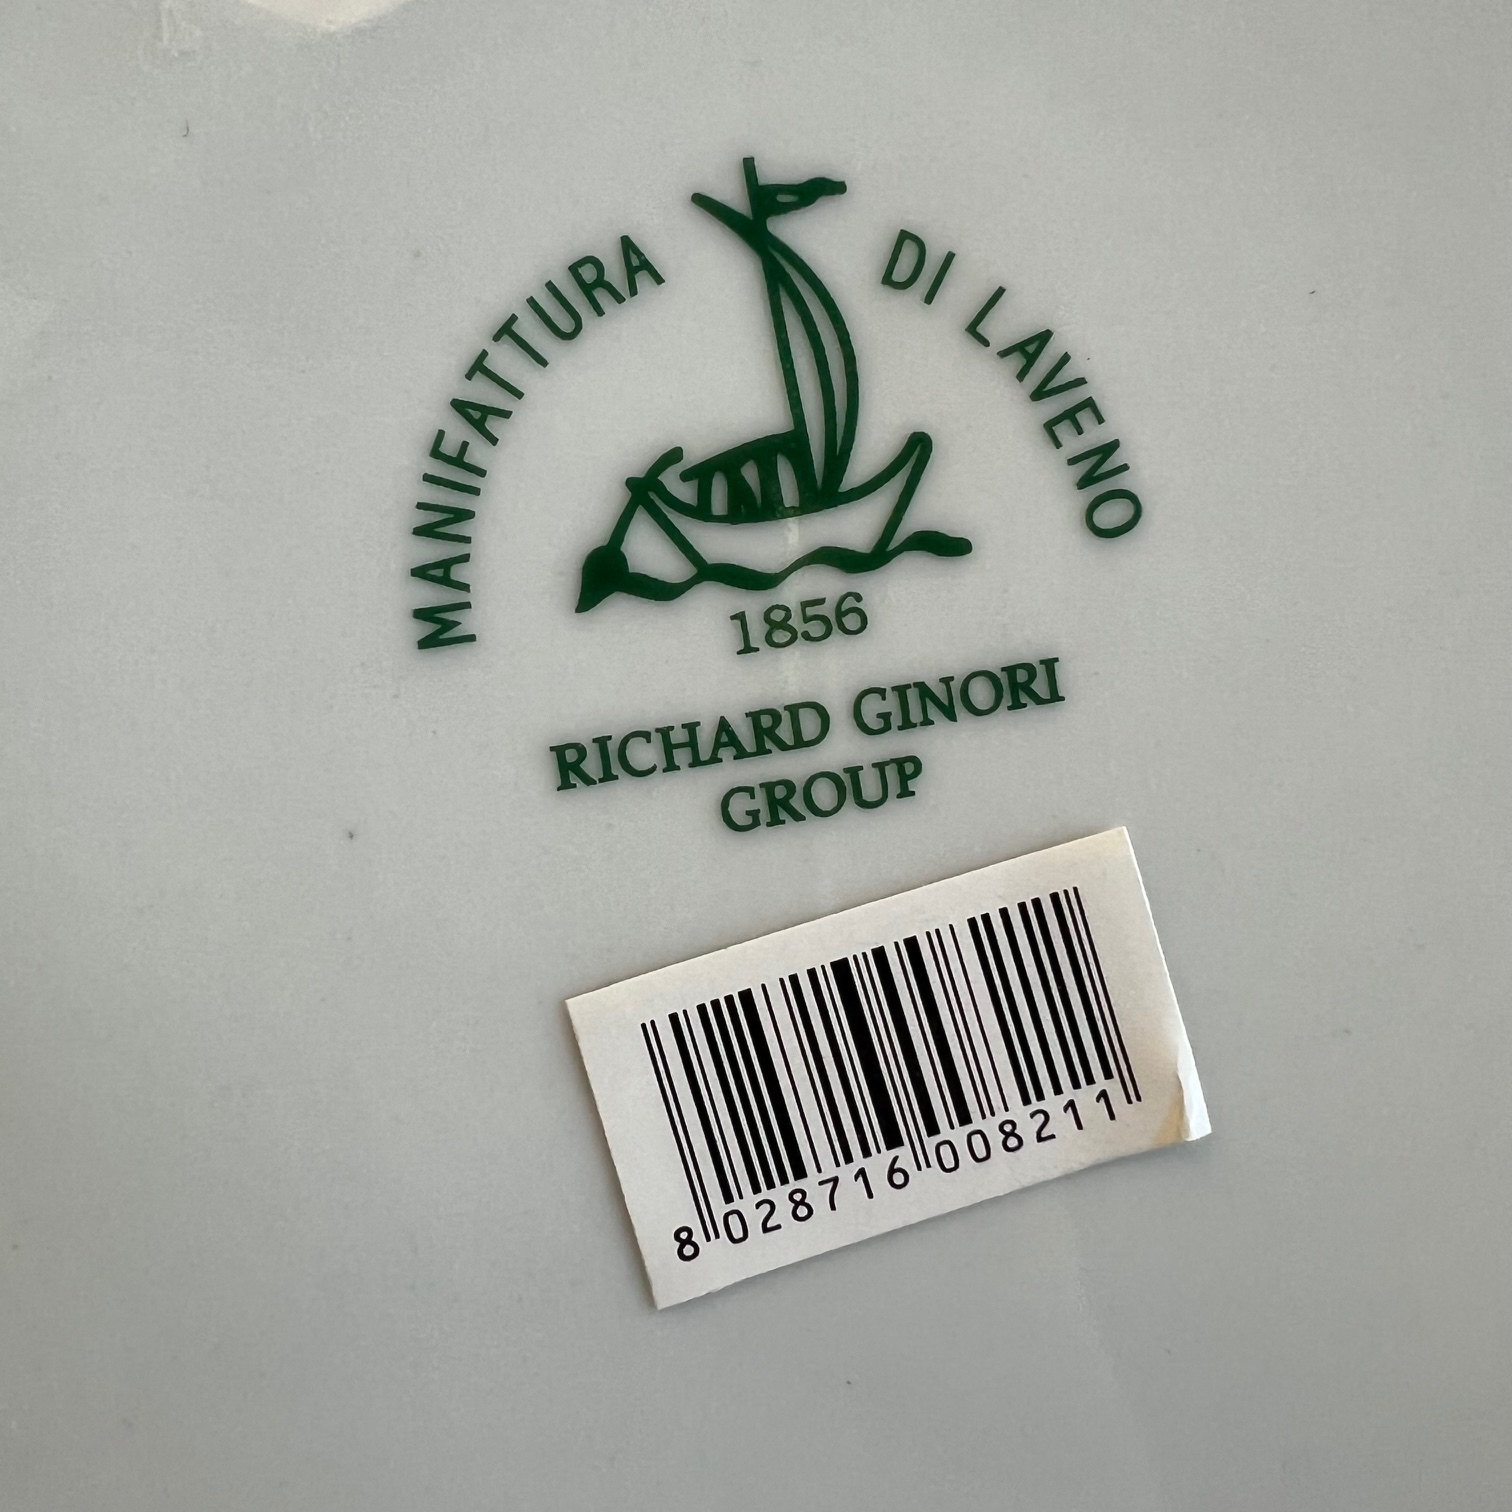 MANIFATTURA DI LAVENO
1856
RICHARD GINORI
GROUP
8 028716 008211